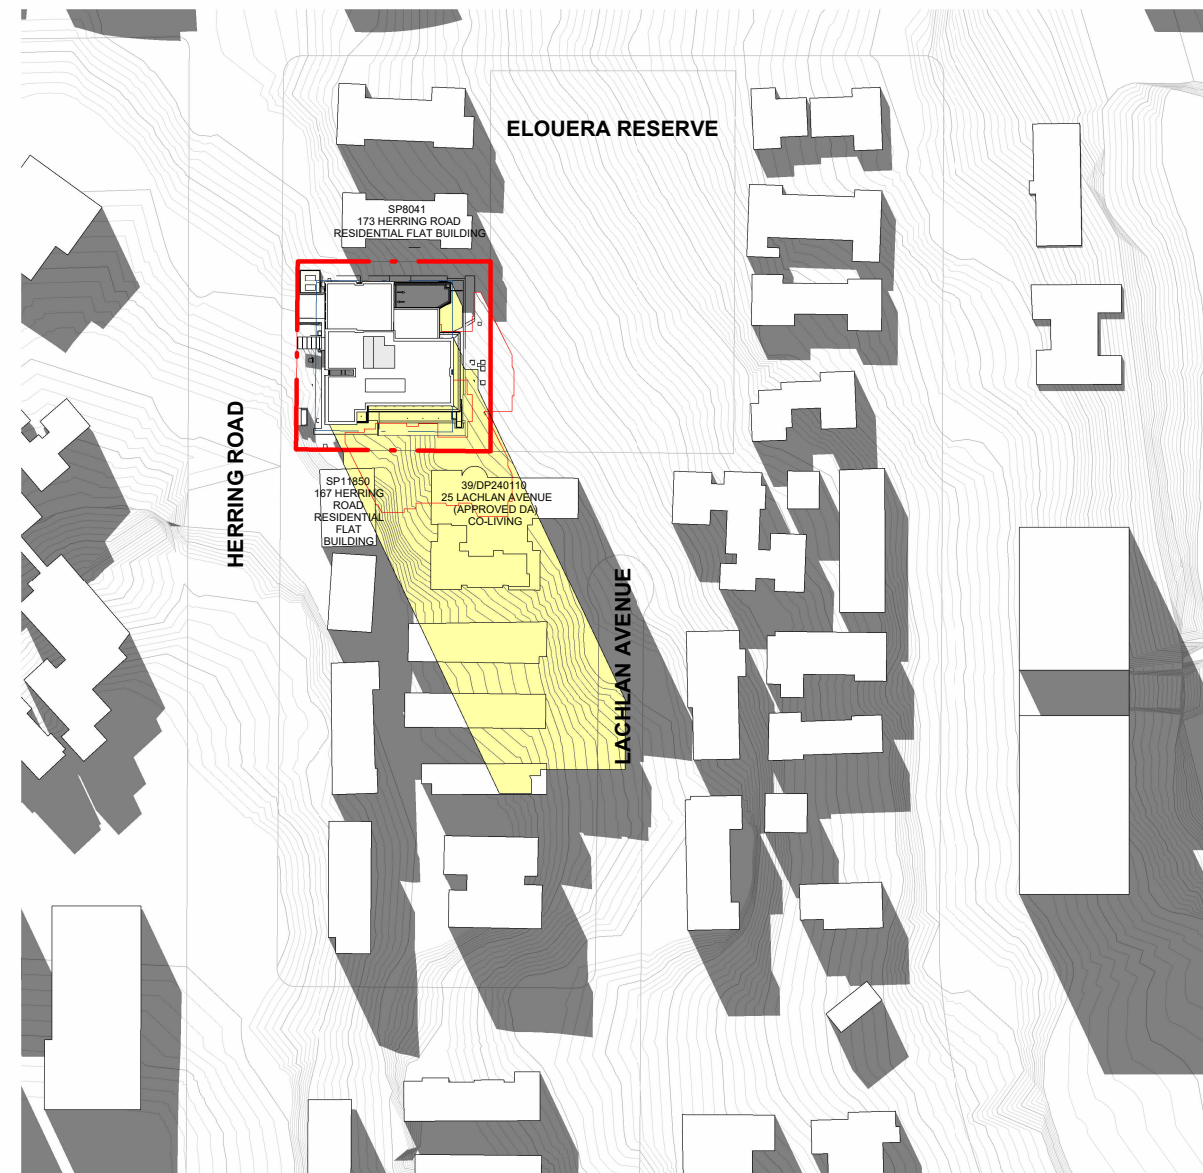 ELOUERA RESERVE
SP8041
173 HERRING ROAD
RESIDENTIAL FLAT BUILDING
HERRING ROAD
SP11850
167 HERRING
ROAD
RESIDENTIAL
FLAT
BUILDING
39/DP240110
25 LACHLAN AVENUE
(APPROVED DA)
CO-LIVING
LACHLAN AVENUE